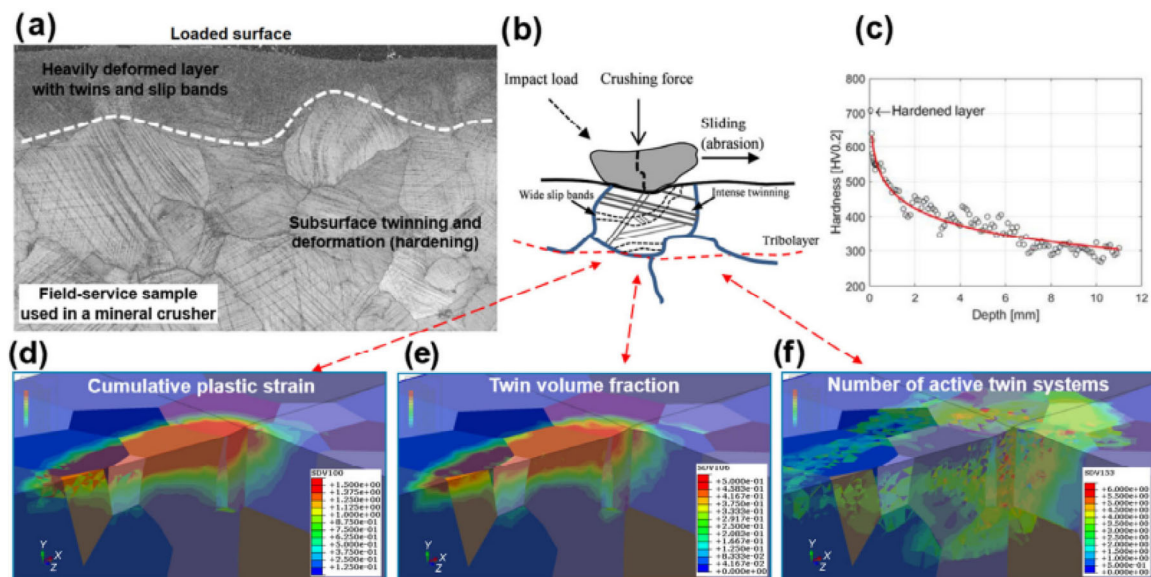 (a)
Loaded surface
Heavily deformed layer
with twins and slip bands
Subsurface twinning and
deformation (hardening)
Field-service sample
used in a mineral crusher
(b)
Impact load
Crushing force
Sliding
(abrasion)
Wide slip bands
Intense twinning
Tribolayer
(c)
Hardness [HV0.2]
800
700
600
500
400
300
200
Hardened layer
0 2 4 6 8 10 12
Depth [mm]
(d)
Cumulative plastic strain
SDV100
+1.500e+00
+1.375e+00
+1.250e+00
+1.125e+00
+1.000e+00
+8.750e-01
+7.500e-01
+6.250e-01
+5.000e-01
+3.750e-01
+2.500e-01
+1.250e-01
Y
X
Z
(e)
Twin volume fraction
SDV106
+5.000e-01
+4.583e-01
+4.167e-01
+3.750e-01
+3.333e-01
+2.917e-01
+2.500e-01
+2.083e-01
+1.667e-01
+1.250e-01
+8.333e-02
+4.167e-02
+0.000e+00
Y
X
Z
(f)
Number of active twin systems
SDV153
+6.000e+00
+5.500e+00
+5.000e+00
+4.500e+00
+4.000e+00
+3.500e+00
+3.000e+00
+2.500e+00
+2.000e+00
+1.500e+00
+1.000e+00
+5.000e-01
+0.000e+00
Y
X
Z